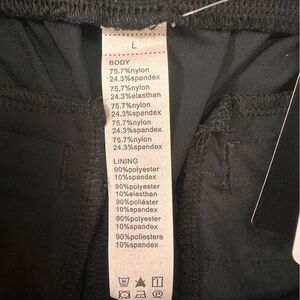 L
BODY
75.7%nylon
24.3%spandex
75.7%nylon
24.3%elasthan
75.7%nylon
24.3%spandex
75.7%nylon
24.3%spandex
LINING
90%polyester
10%spandex
90%polyester
10%elasthan
90%poliéster
10%spandex
90%polyester
10%spandex
90%poliestere
10%spandex